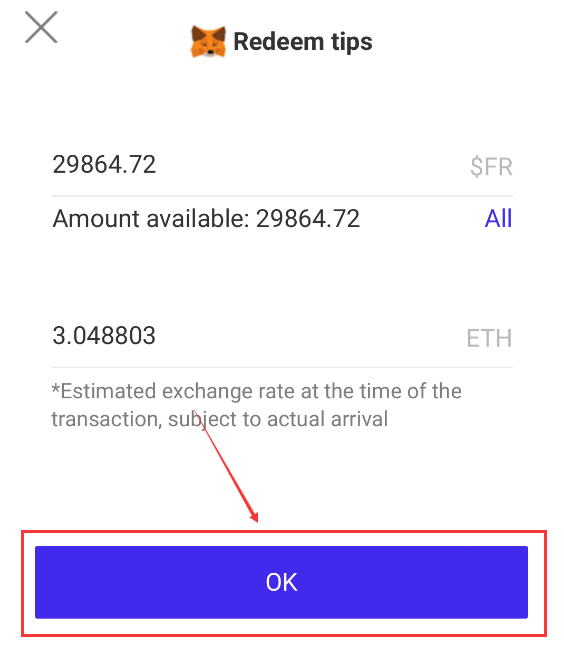 Redeem tips
29864.72 $FR
Amount available: 29864.72 All
3.048803 ETH
*Estimated exchange rate at the time of the
transaction, subject to actual arrival
OK